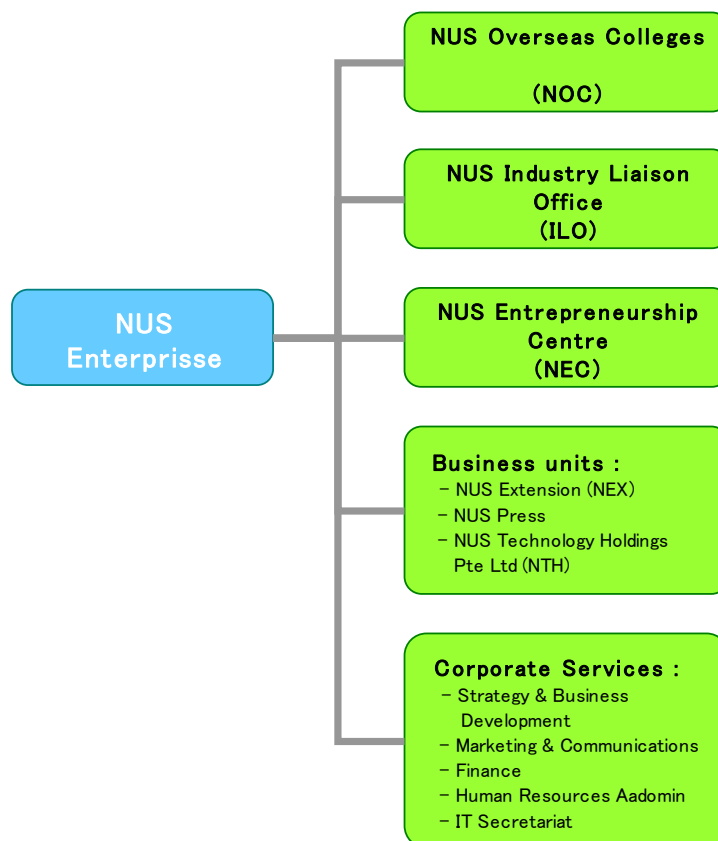 NUS Overseas Colleges
(NOC)
NUS Industry Liaison
Office
(ILO)
NUS
Enterprisse
NUS Entrepreneurship
Centre
(NEC)
Business units :
- NUS Extension (NEX)
- NUS Press
- NUS Technology Holdings
Pte Ltd (NTH)
Corporate Services :
- Strategy & Business
Development
- Marketing & Communications
- Finance
- Human Resources Aadomin
- IT Secretariat